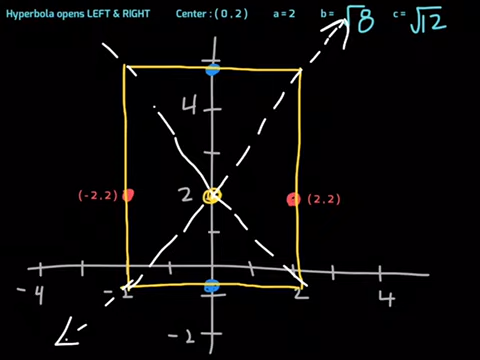 Hyperbola opens LEFT & RIGHT Center : ( 0 , 2 ) a = 2 b = √8 c = √12
4
(-2,2) 2 (2,2)
-4 2 4
-2